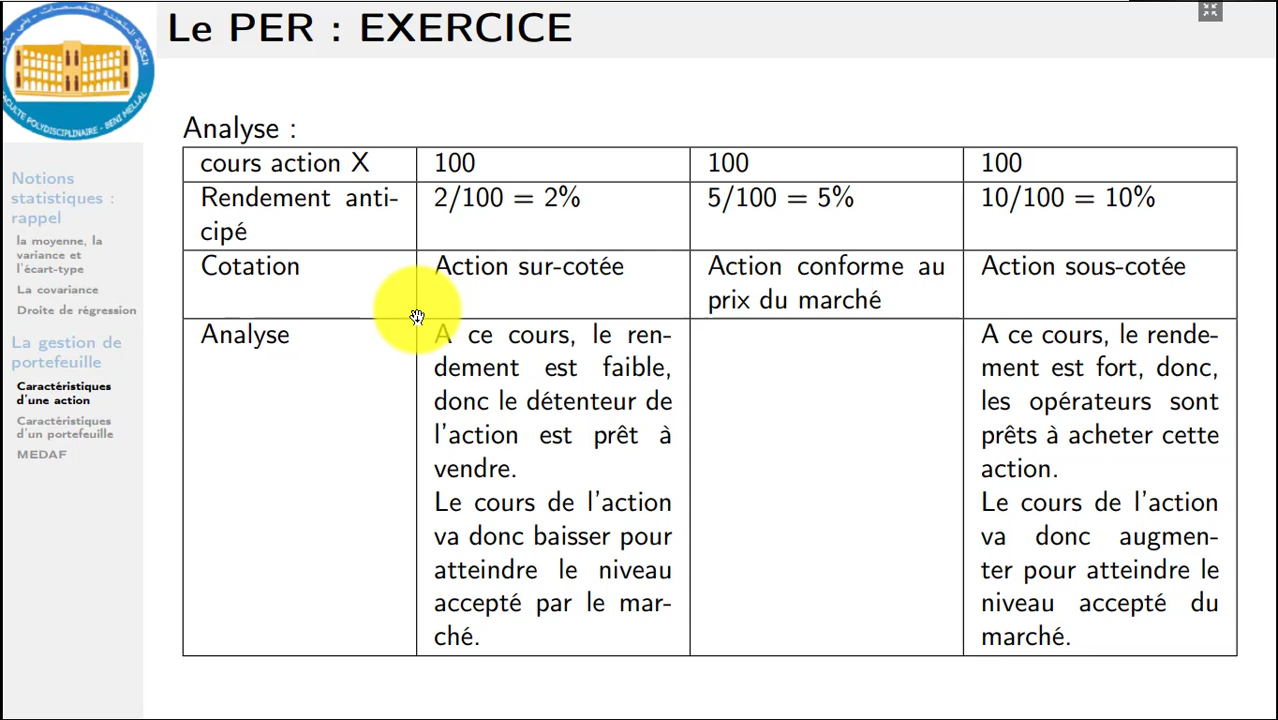 Le PER : EXERCICE
FACULTE POLYDISCIPLINAIRE - BENI MELLAL
Notions
statistiques :
rappel
la moyenne, la
variance et
l'écart-type
La covariance
Droite de régression
La gestion de
portefeuille
Caractéristiques
d'une action
Caractéristiques
d'un portefeuille
MEDAF
Analyse :
cours action X
100
100
100
Rendement anti-
cipé
2/100 = 2%
5/100 = 5%
10/100 = 10%
Cotation
Action sur-cotée
Action conforme au
prix du marché
Action sous-cotée
Analyse
A ce cours, le ren-
dement est faible,
donc le détenteur de
l'action est prêt à
vendre.
Le cours de l'action
va donc baisser pour
atteindre le niveau
accepté par le mar-
ché.
A ce cours, le rende-
ment est fort, donc,
les opérateurs sont
prêts à acheter cette
action.
Le cours de l'action
va donc augmen-
ter pour atteindre le
niveau accepté du
marché.